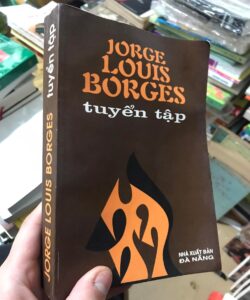 JORGE
LOUIS
BORGES
tuyển tập
NHÀ XUẤT BẢN
ĐÀ NẴNG
JORGE LOUIS BORGES tuyển tập